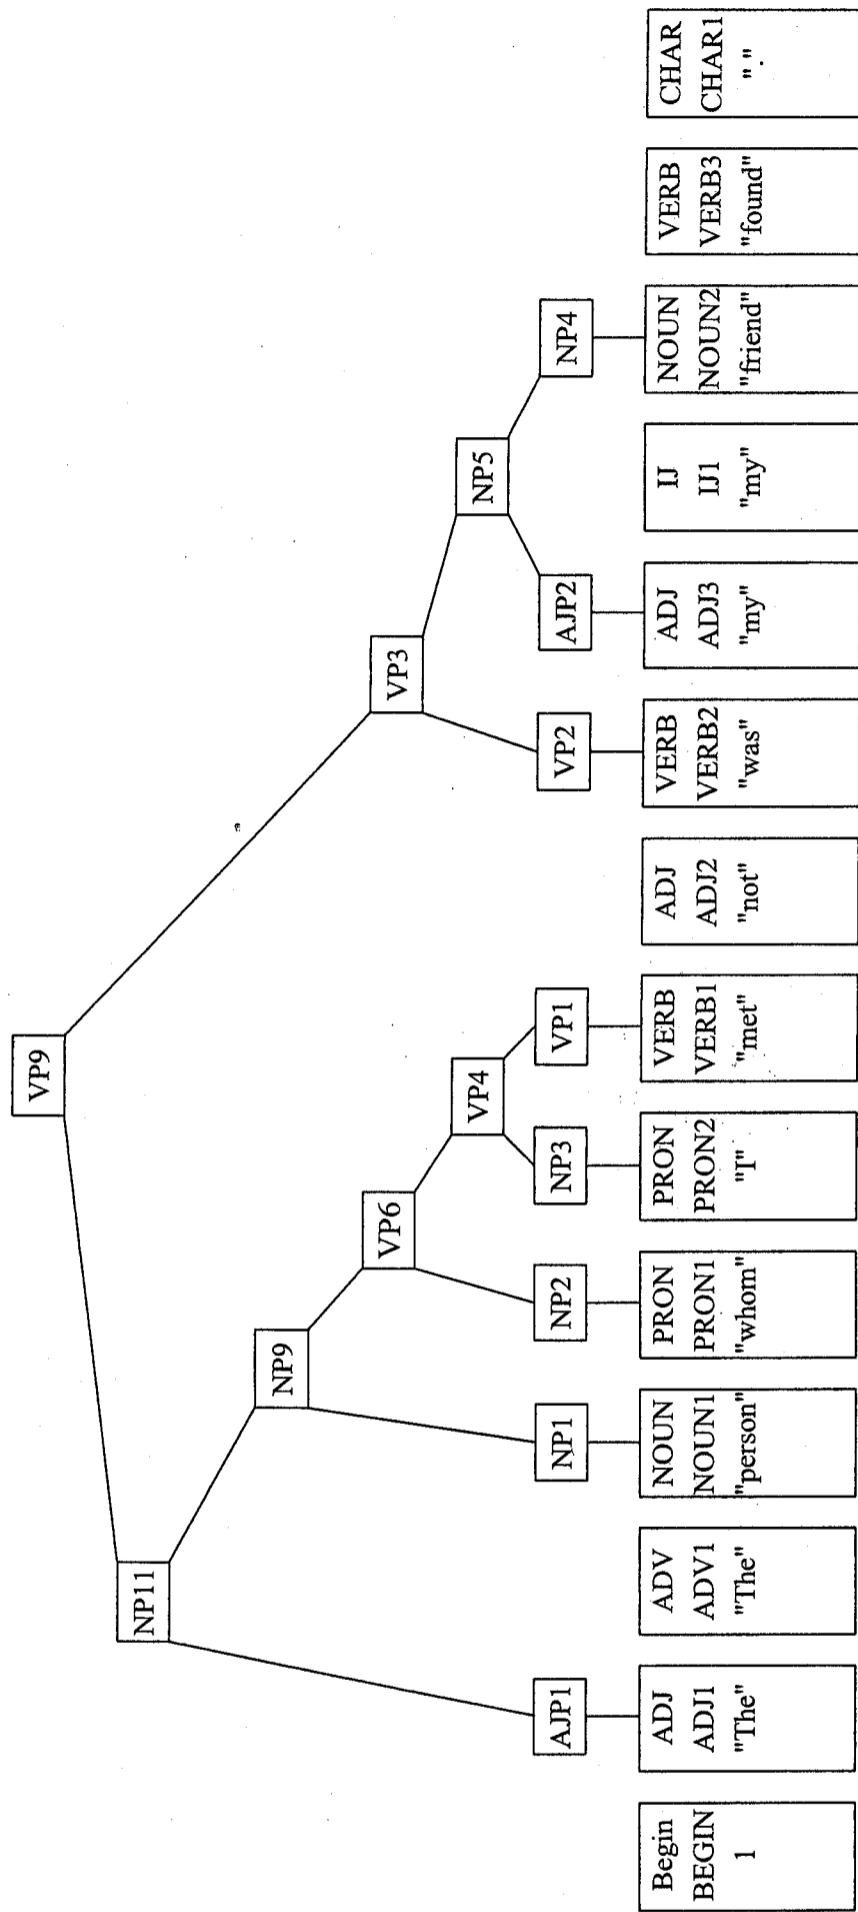 VP9
NP11
VP3
NP9
VP6
NP5
VP4
AJP1
NP1
NP2
NP3
VP1
VP2
AJP2
NP4
Begin
BEGIN
1
ADJ
ADJ1
"The"
ADV
ADV1
"The"
NOUN
NOUN1
"person"
PRON
PRON1
"whom"
PRON
PRON2
"I"
VERB
VERB1
"met"
ADJ
ADJ2
"not"
VERB
VERB2
"was"
ADJ
ADJ3
"my"
IJ
IJ1
"my"
NOUN
NOUN2
"friend"
VERB
VERB3
"found"
CHAR
CHAR1
"."